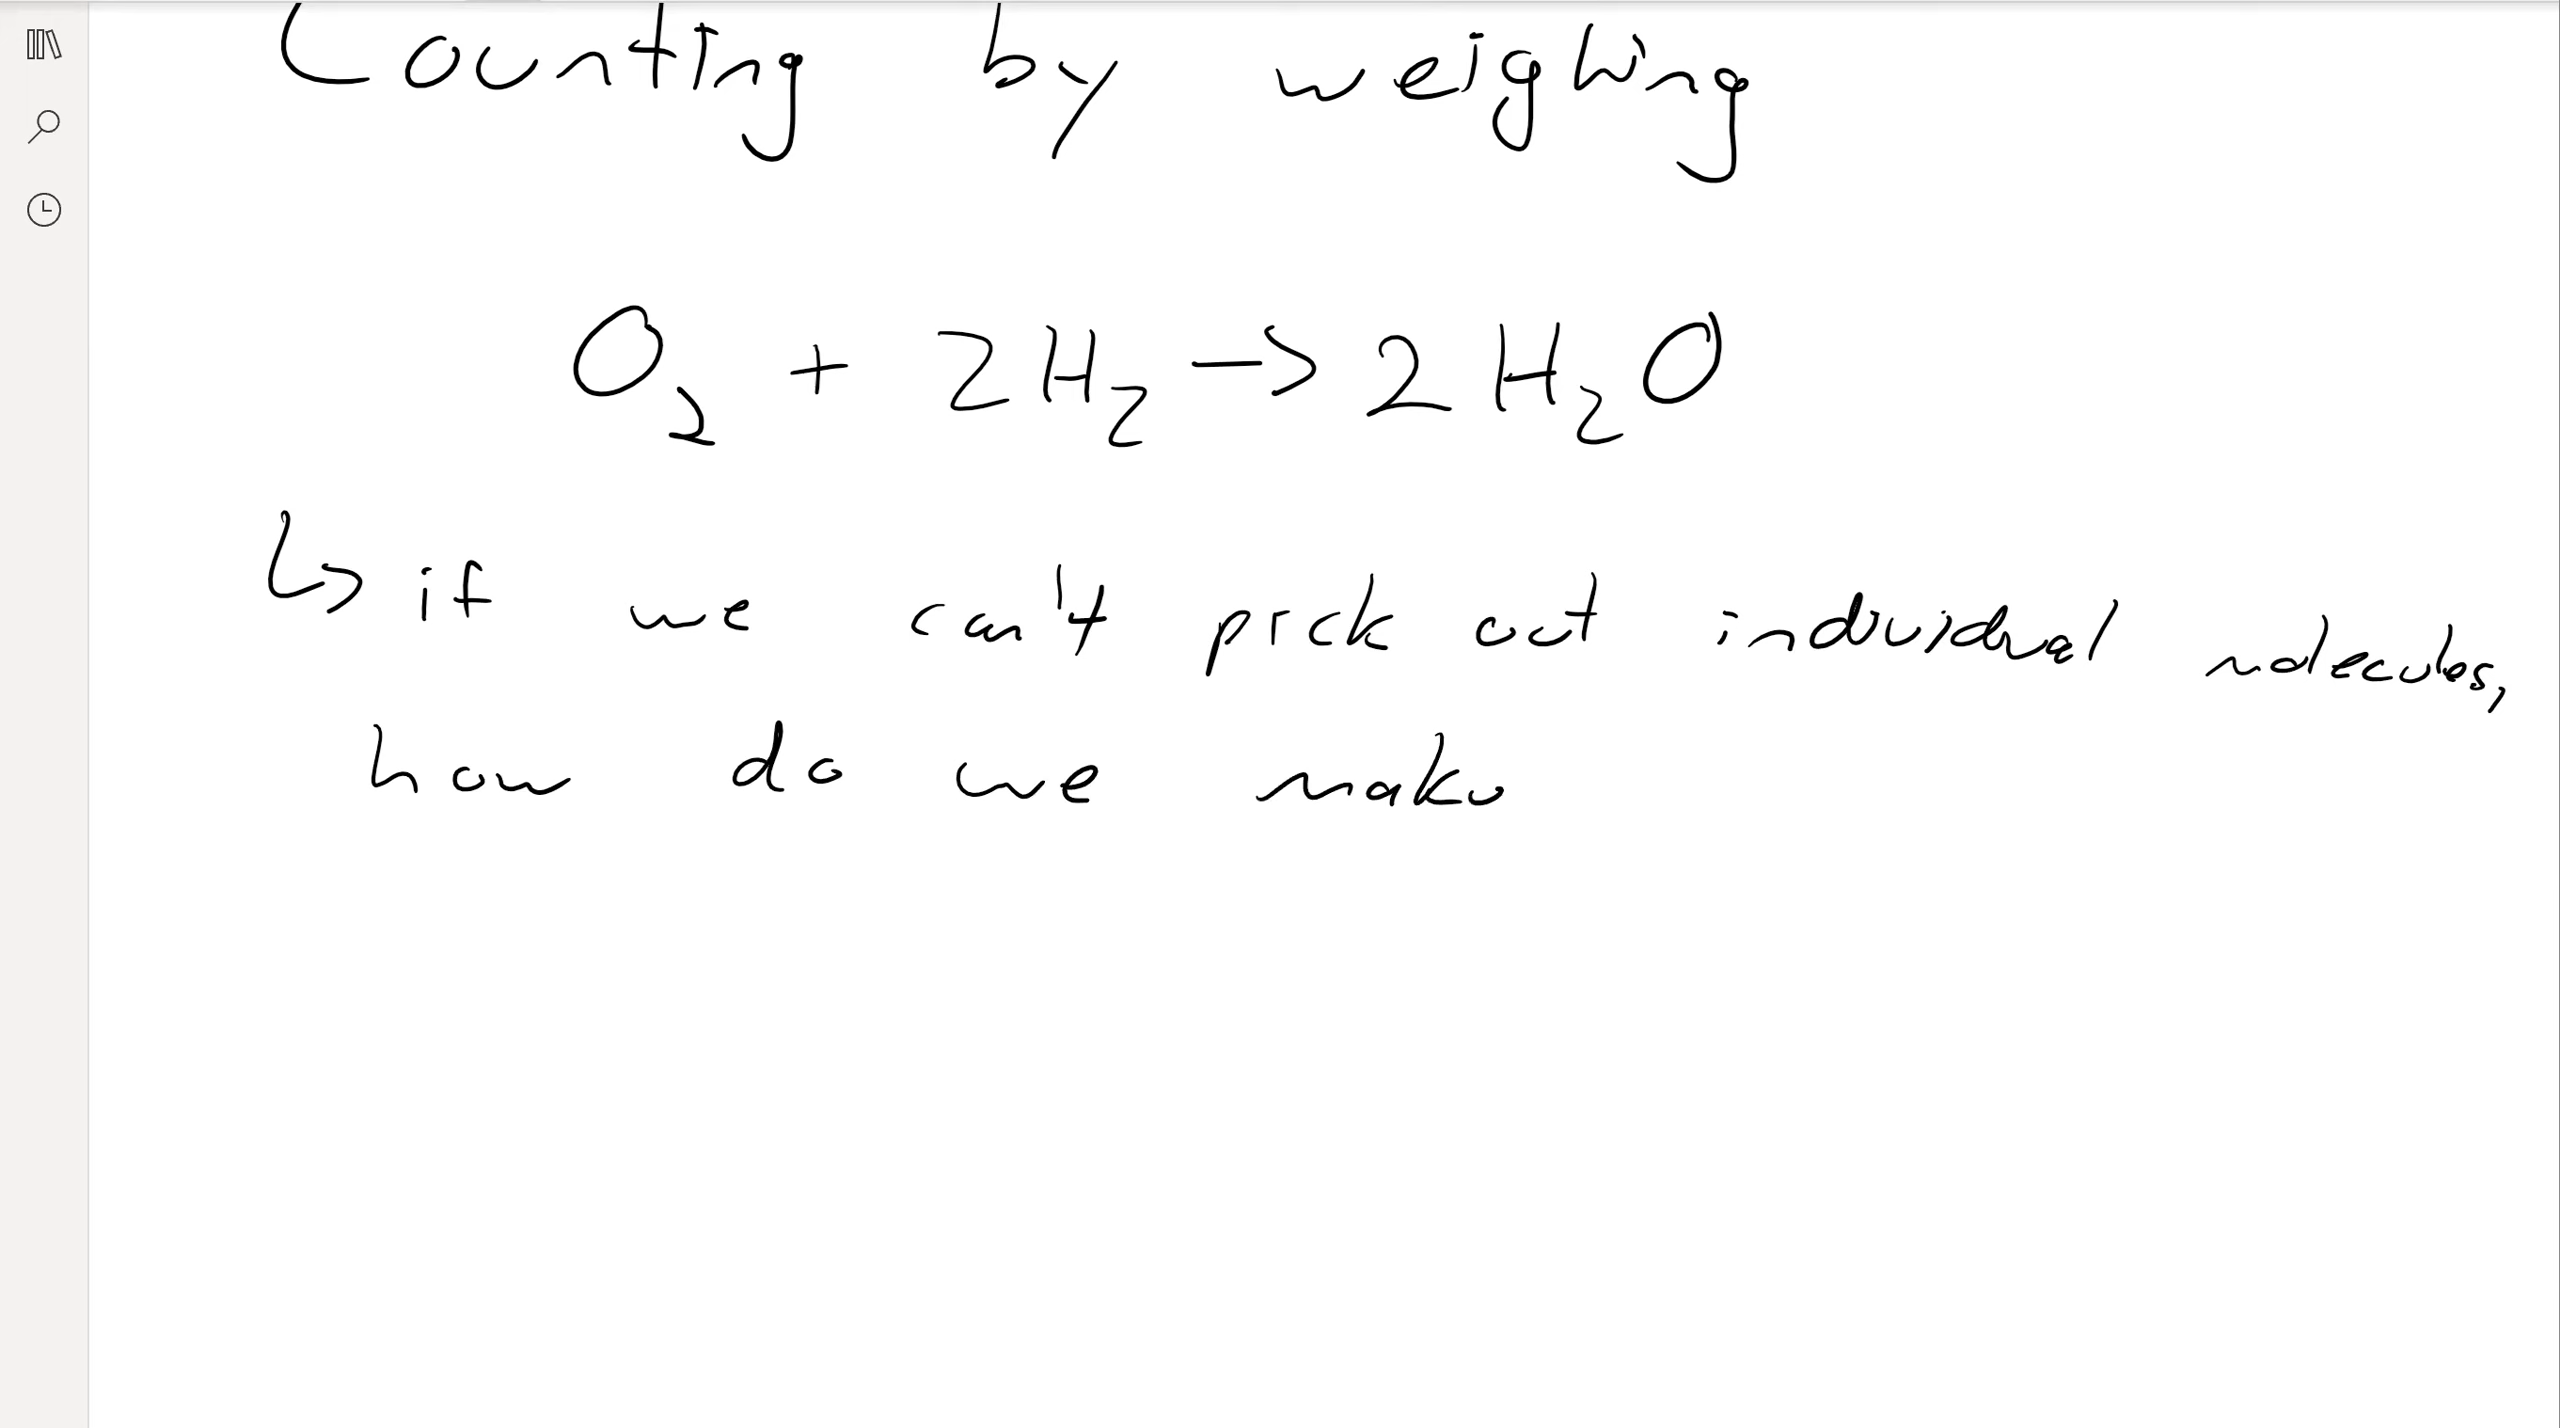 Counting by weighing
O₂ + 2H₂ → 2H₂O
↳ if we can't pick out individual molecules,
how do we make